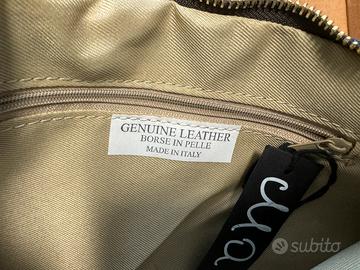 GENUINE LEATHER
BORSE IN PELLE
MADE IN ITALY
subito